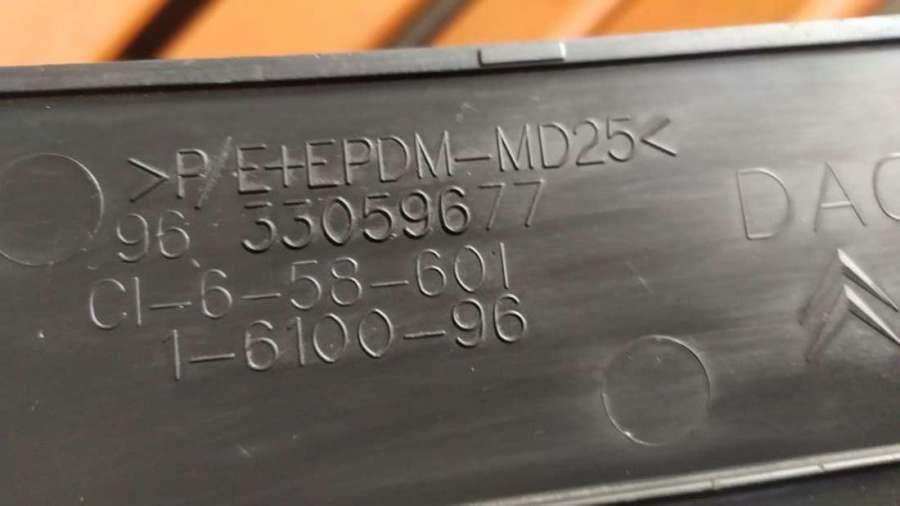 >P/E+EPDM-MD25<
96 33059677
CI-6-58-601
1-6100-96
DAC